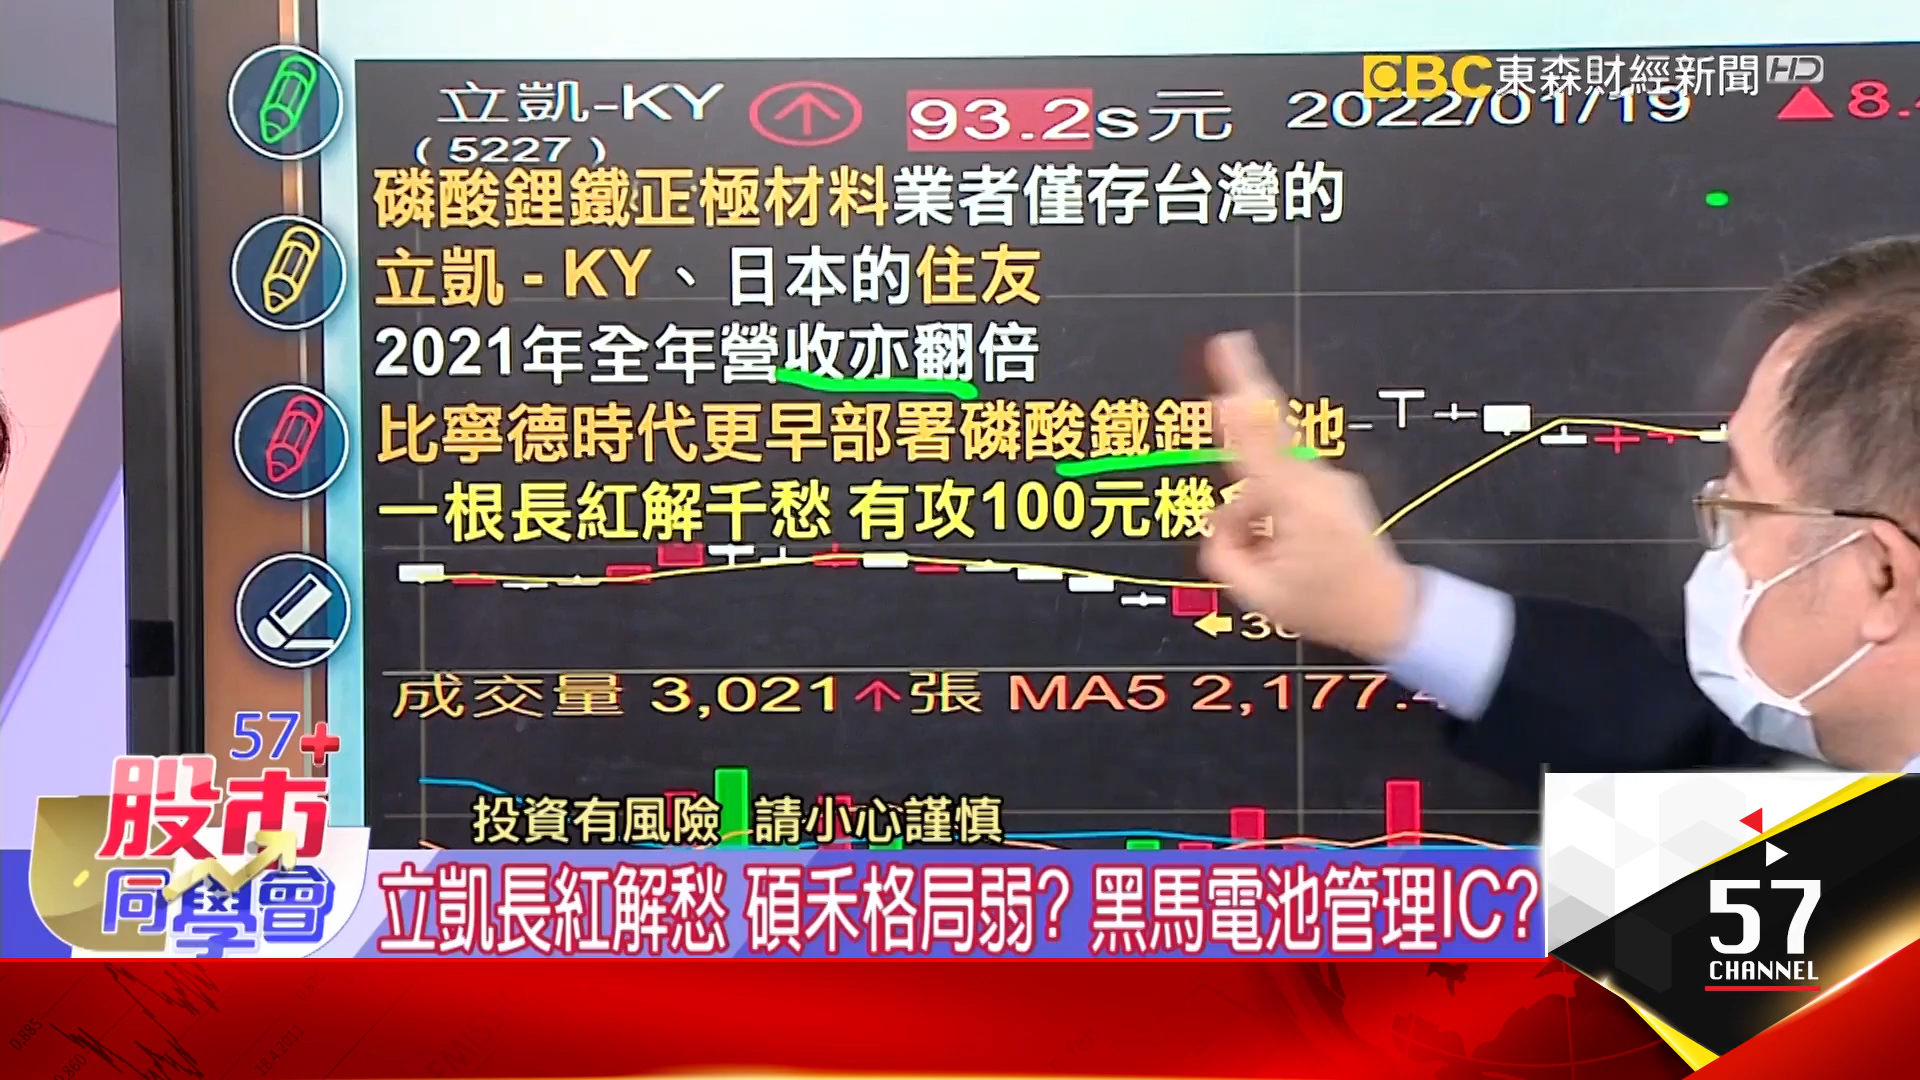 EBC東森財經新聞HD
立凱-KY 93.2s元 2022/01/19 ▲8.
(5227)
磷酸鋰鐵正極材料業者僅存台灣的
立凱-KY、日本的住友
2021年全年營收亦翻倍
比寧德時代更早部署磷酸鐵鋰 池
一根長紅解千愁 有攻100元機
成交量 3,021↑張 MA5 2,177.
投資有風險 請小心謹慎
57+
股市
同學會
立凱長紅解愁 碩禾格局弱? 黑馬電池管理IC?
57
CHANNEL